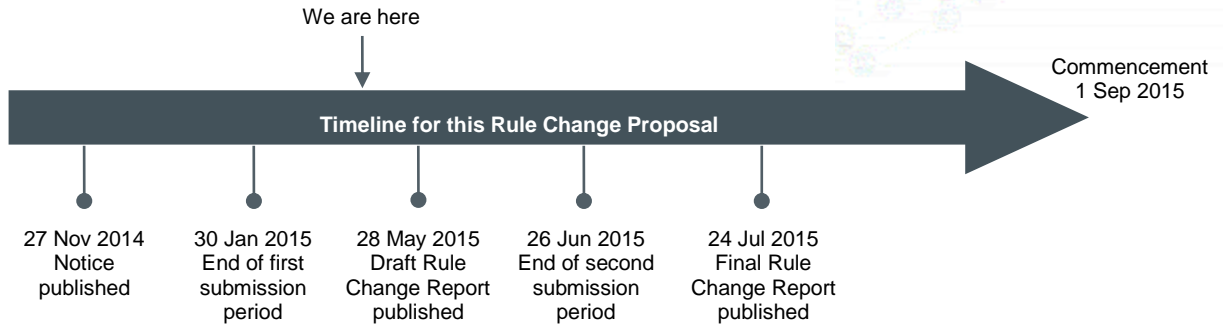 We are here
Commencement
1 Sep 2015
Timeline for this Rule Change Proposal
27 Nov 2014
Notice
published
30 Jan 2015
End of first
submission
period
28 May 2015
Draft Rule
Change Report
published
26 Jun 2015
End of second
submission
period
24 Jul 2015
Final Rule
Change Report
published